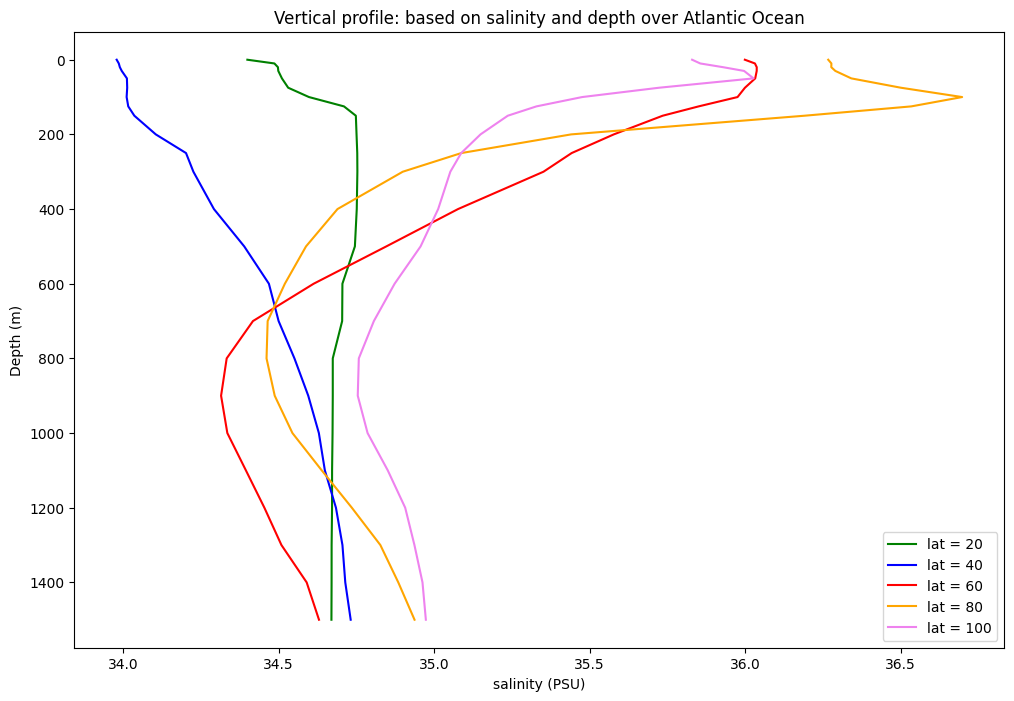 Vertical profile: based on salinity and depth over Atlantic Ocean
Depth (m)
0
200
400
600
800
1000
1200
1400
34.0 34.5 35.0 35.5 36.0 36.5
salinity (PSU)
lat = 20
lat = 40
lat = 60
lat = 80
lat = 100